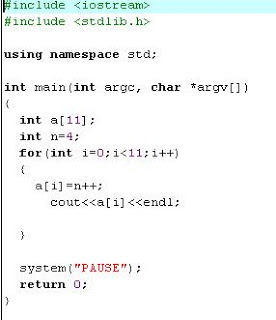 #include <iostream>
#include <stdlib.h>
using namespace std;
int main(int argc, char *argv[])
{
int a[11];
int n=4;
for(int i=0;i<11;i++)
{
a[i]=n++;
cout<<a[i]<<endl;
}
system("PAUSE");
return 0;
}